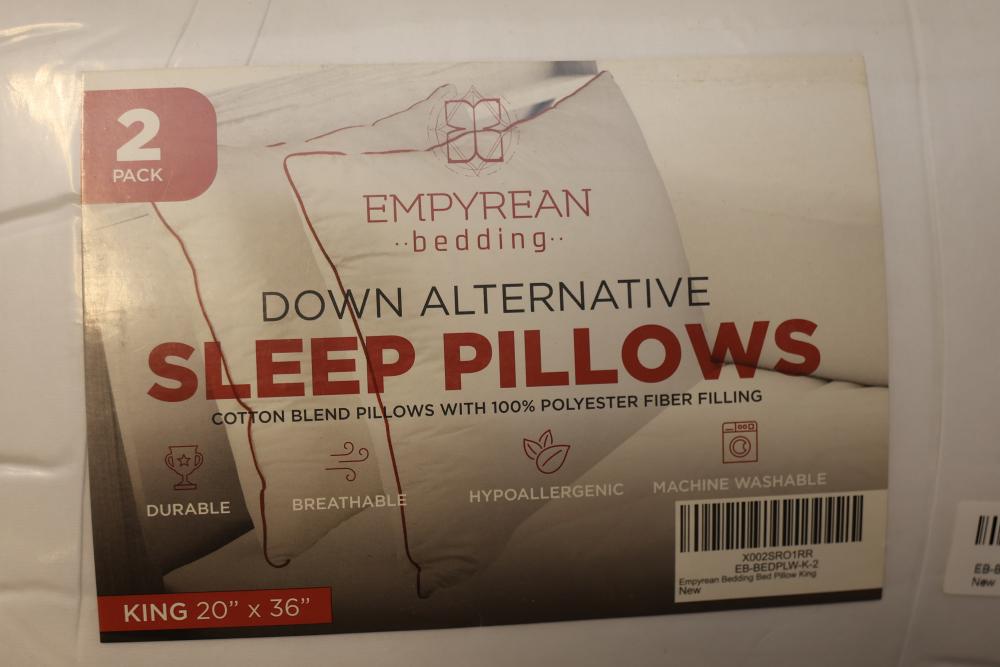 2
PACK
EMPYREAN
··bedding··
DOWN ALTERNATIVE
SLEEP PILLOWS
COTTON BLEND PILLOWS WITH 100% POLYESTER FIBER FILLING
DURABLE
BREATHABLE
HYPOALLERGENIC
MACHINE WASHABLE
X002SRO1RR
EB-BEDPLW-K-2
Empyrean Bedding Bed Pillow King
New
KING 20” x 36”
New